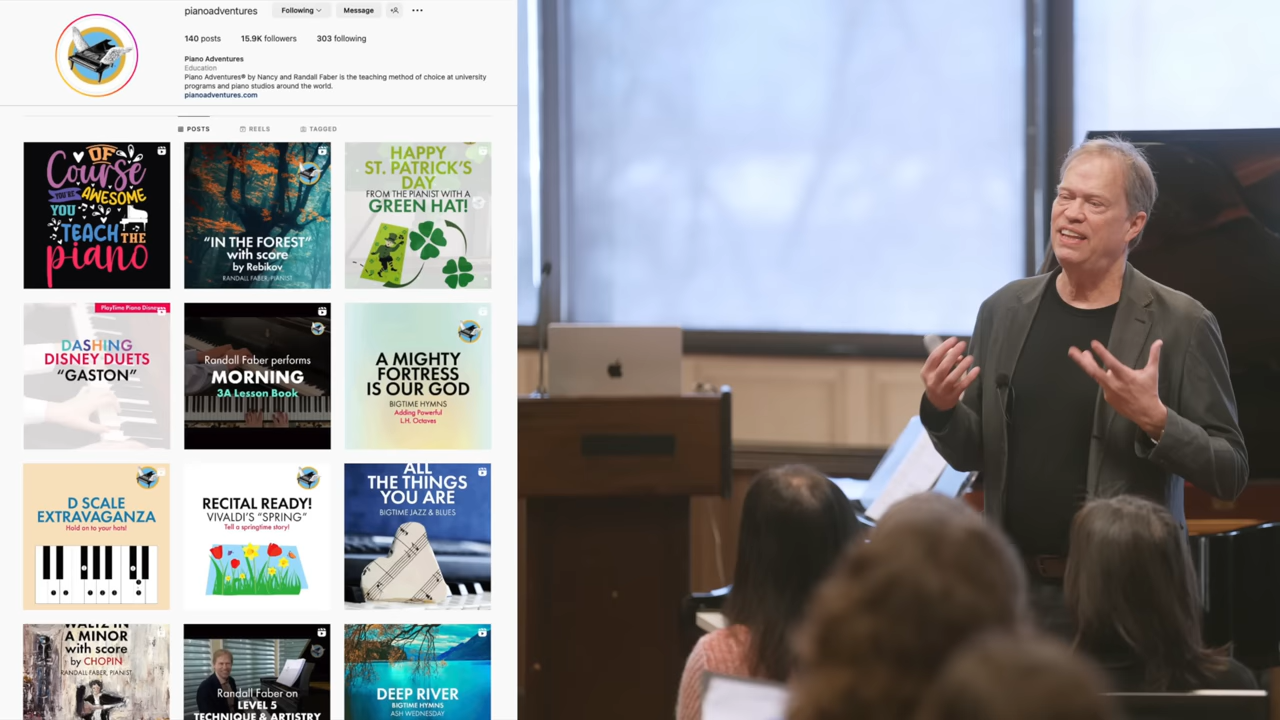 pianoadventures
Following
Message
140 posts
15.9K followers
303 following
Piano Adventures
Education
Piano Adventures® by Nancy and Randall Faber is the teaching method of choice at university
programs and piano studios around the world.
pianoadventures.com
POSTS
REELS
TAGGED
OF
Course
YOU'RE
AWESOME
YOU
TEACH THE
piano
"IN THE FOREST"
with score
by Rebikov
RANDALL FABER, PIANIST
HAPPY
ST. PATRICK'S
DAY
FROM THE PIANIST WITH A
GREEN HAT!
Playtime Piano Disney
DASHING
DISNEY DUETS
"GASTON"
Randall Faber performs
MORNING
3A Lesson Book
A MIGHTY
FORTRESS
IS OUR GOD
BIGTIME HYMNS
Adding Powerful
L.H. Octaves
D SCALE
EXTRAVAGANZA
Hold on to your hats!
RECITAL READY!
VIVALDI'S "SPRING"
Tell a springtime story!
ALL
THE THINGS
YOU ARE
BIGTIME JAZZ & BLUES
WALTZ IN
A MINOR
with score
by CHOPIN
RANDALL FABER, PIANIST
Randall Faber on
LEVEL 5
TECHNIQUE & ARTISTRY
DEEP RIVER
BIGTIME HYMNS
ASH WEDNESDAY